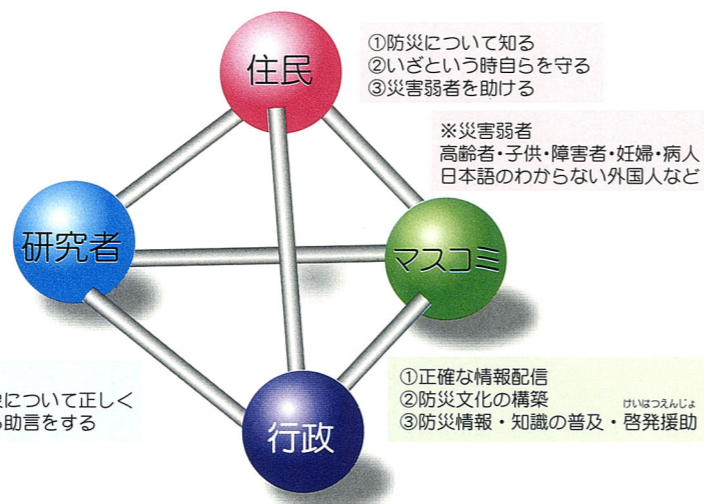 住民
①防災について知る
②いざという時自らを守る
③災害弱者を助ける
※災害弱者
高齢者・子供・障害者・妊婦・病人
日本語のわからない外国人など
研究者
マスコミ
について正しく
助言をする
行政
①正確な情報配信
②防災文化の構築
けいはつえんじょ
③防災情報・知識の普及・啓発援助